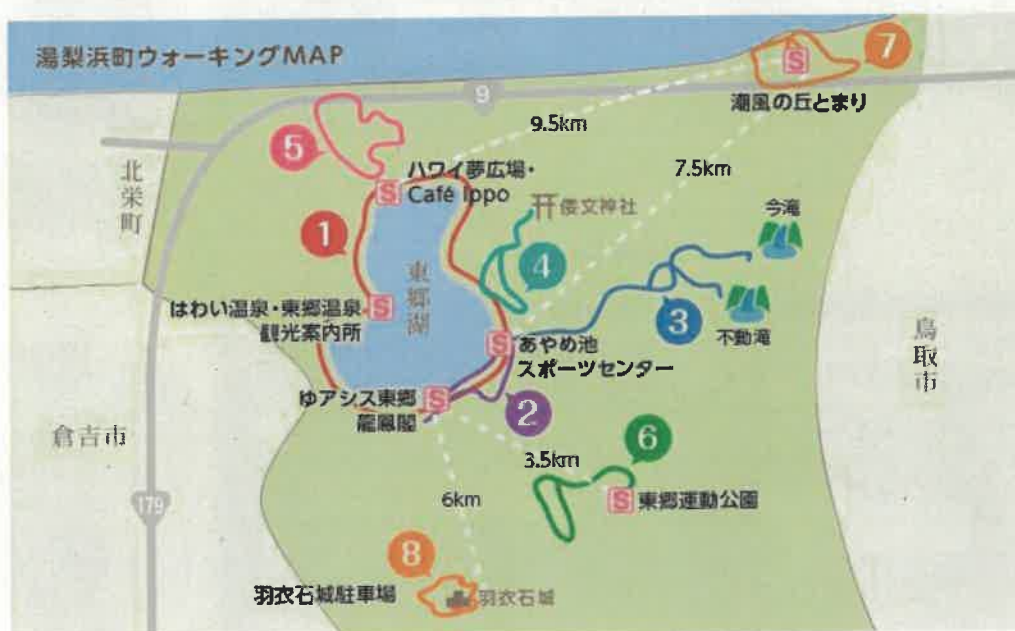 湯梨浜町ウォーキングMAP
7
S
潮風の丘とまり
9
9.5km
7.5km
5
北栄町
S
ハワイ夢広場・
Café Ippo
倭文神社
今滝
1
4
東郷湖
3
不動滝
はわい温泉・東郷温泉
観光案内所
S
S
あやめ池
スポーツセンター
鳥取市
ゆアシス東郷
龍鳳閣
S
2
倉吉市
6
3.5km
6km
S
東郷運動公園
179
8
羽衣石城駐車場
羽衣石城